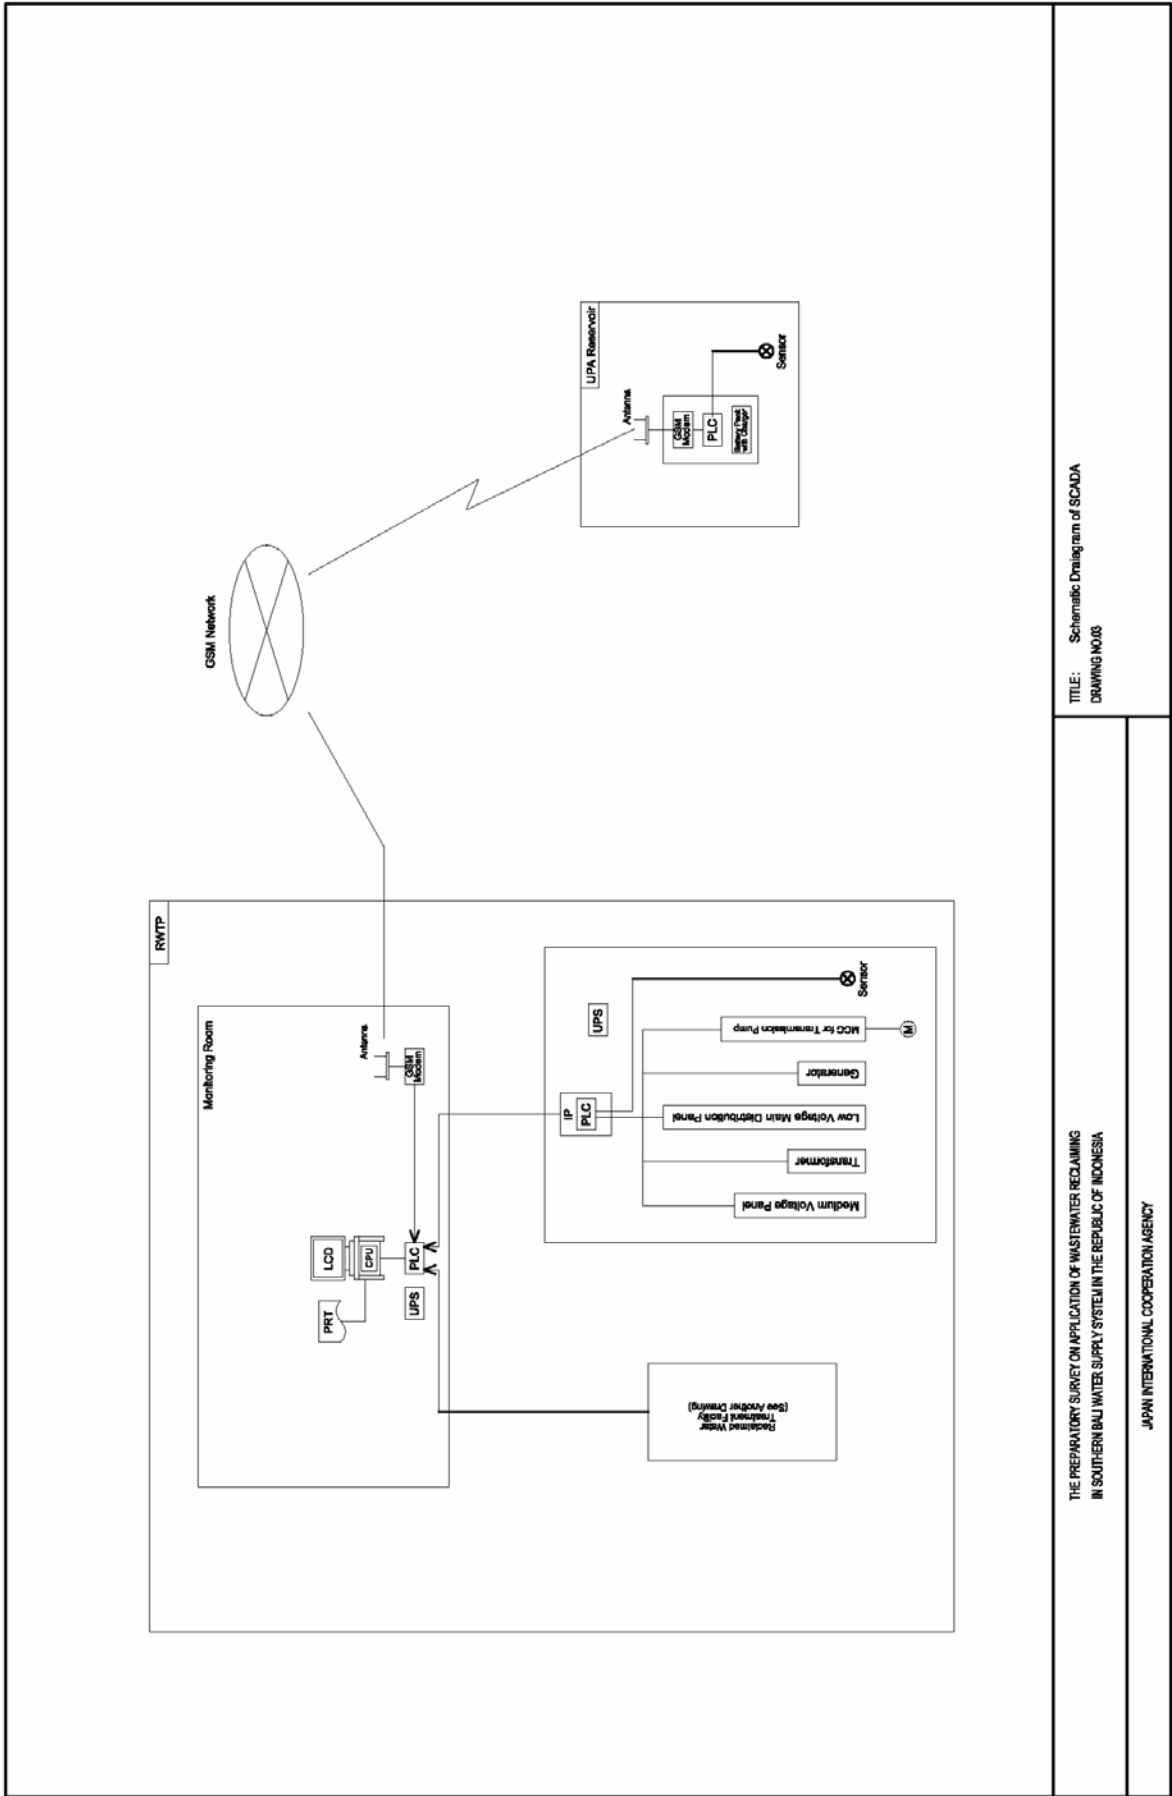 RWTP
Monitoring Room
PRT
LCD
CPU
UPS
PLC
Antenna
GSM
Modem
Reclaimed Water
Treatment Facility
(See Another Drawing)
IP
PLC
UPS
Medium Voltage Panel
Transformer
Low Voltage Main Distribution Panel
Generator
MCC for Transmission Pump
M
Sensor
GSM Network
UPA Reservoir
Antenna
GSM
Modem
PLC
Battery Pack
with Charger
Sensor
THE PREPARATORY SURVEY ON APPLICATION OF WASTEWATER RECLAIMING
IN SOUTHERN BALI WATER SUPPLY SYSTEM IN THE REPUBLIC OF INDONESIA
JAPAN INTERNATIONAL COOPERATION AGENCY
TITLE: Schematic Draiagram of SCADA
DRAWING NO.03